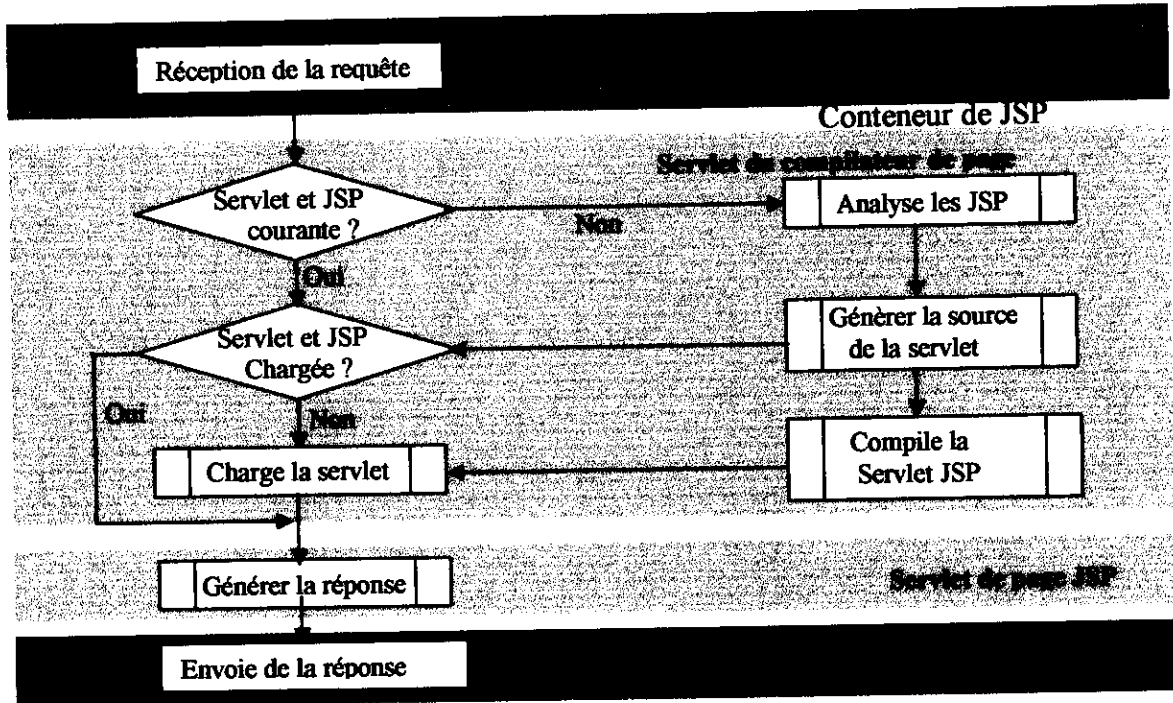 Réception de la requête
Conteneur de JSP
Servlet du compilateur de page
Servlet et JSP
courante ?
Non
Analyse les JSP
Oui
Servlet et JSP
Chargée ?
Génèrer la source
de la servlet
Oui
Non
Charge la servlet
Compile la
Servlet JSP
Générer la réponse
Servlet de page JSP
Envoie de la réponse